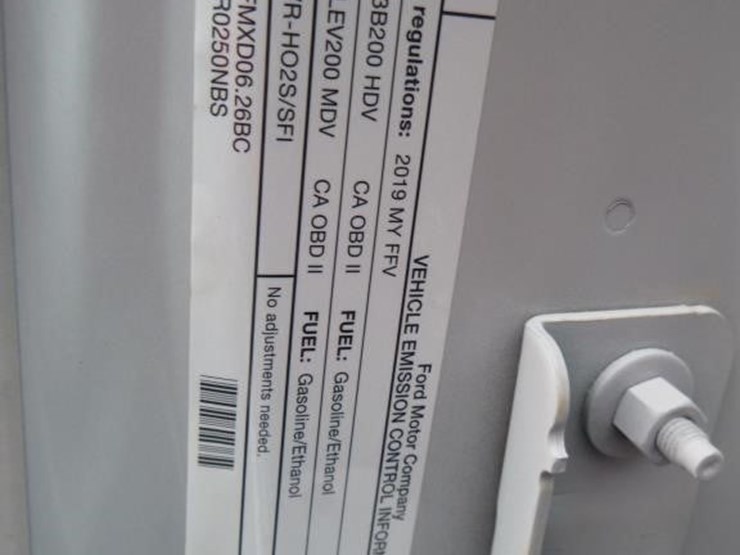 Ford Motor Company
VEHICLE EMISSION CONTROL INFOR
regulations: 2019 MY FFV
3B200 HDV CA OBD II FUEL: Gasoline/Ethanol
LEV200 MDV CA OBD II FUEL: Gasoline/Ethanol
R-HO2S/SFI No adjustments needed.
FMXD06.26BC
R0250NBS